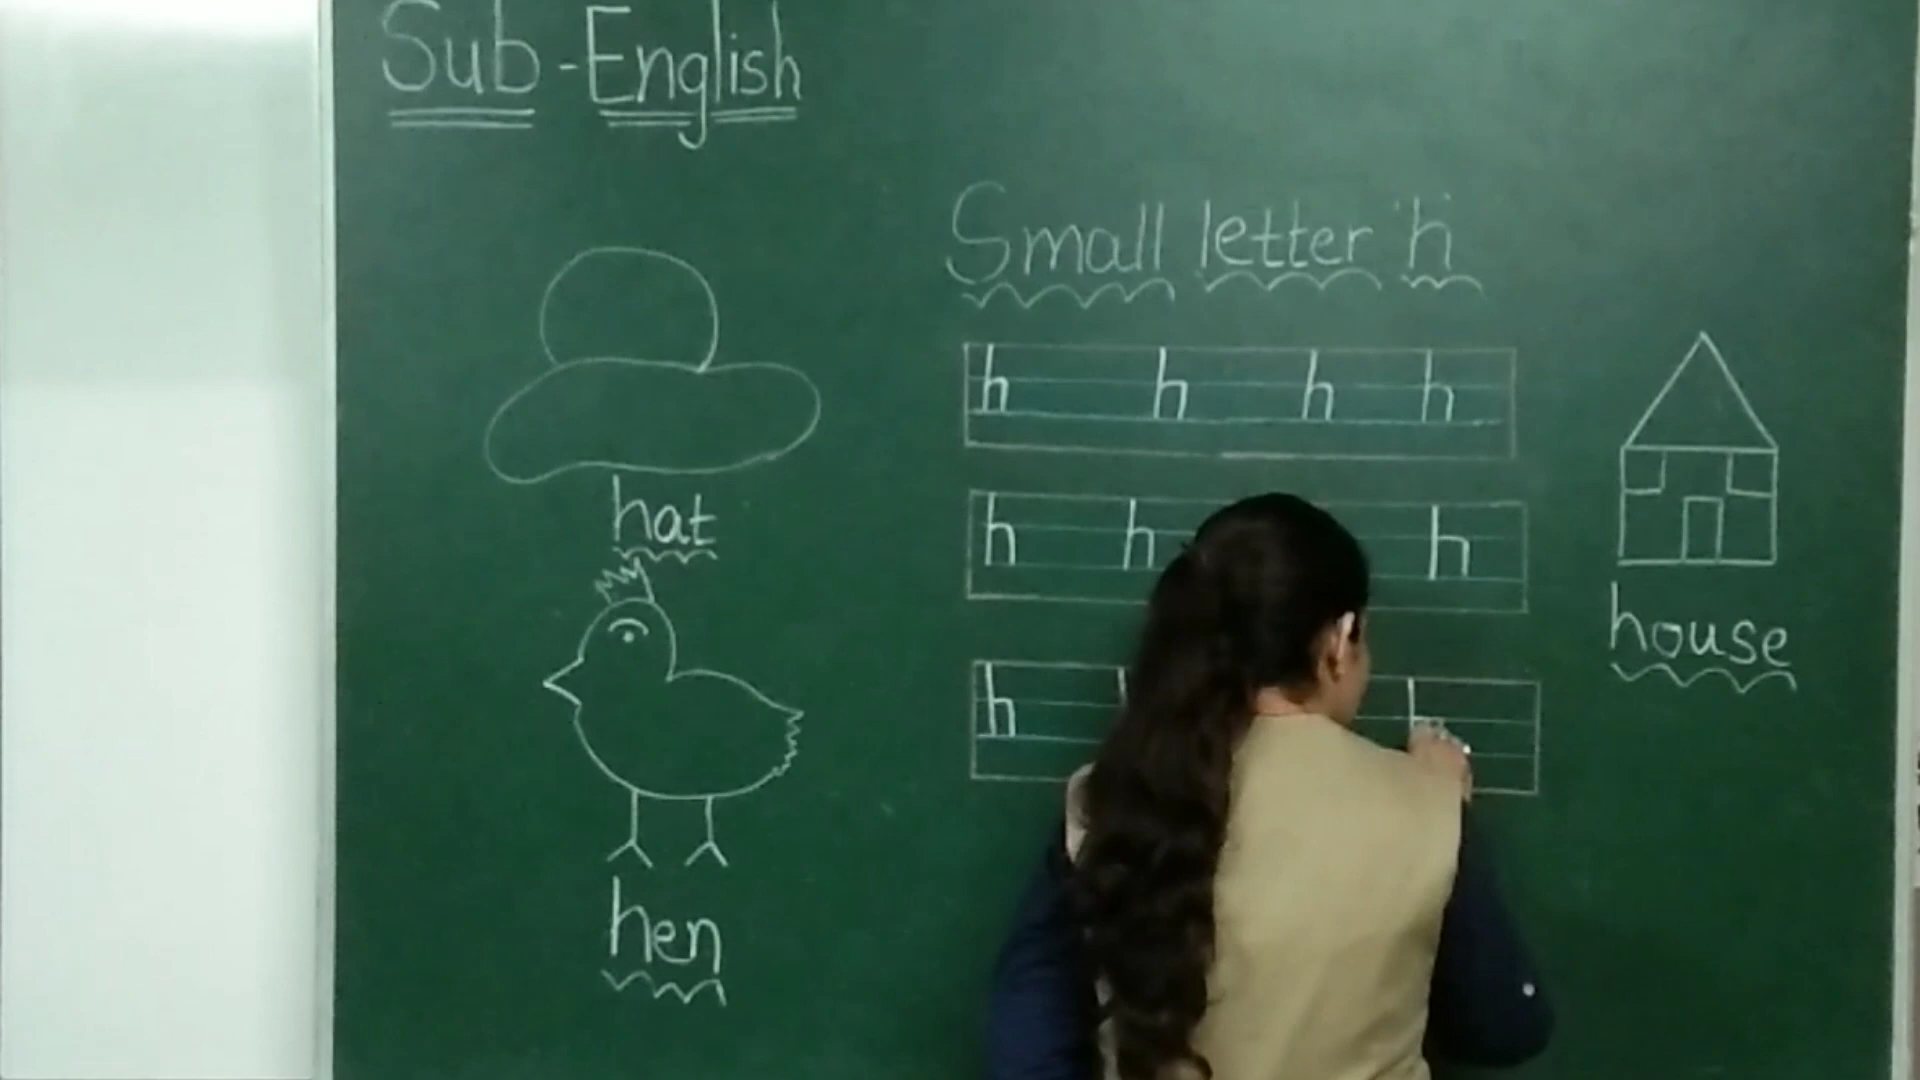 Sub - English
Small letter 'h'
h h h h
h h h
h
hat
hen
house